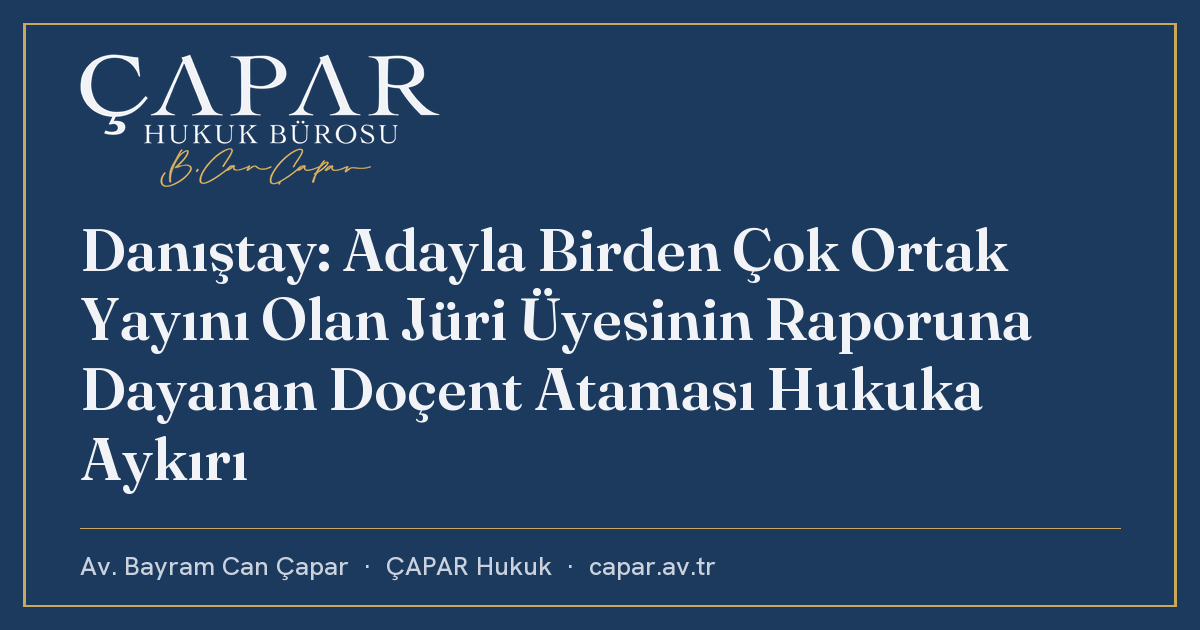 ÇAPAR
HUKUK BÜROSU
B.Can Çapar
Danıştay: Adayla Birden Çok Ortak
Yayını Olan Jüri Üyesinin Raporuna
Dayanan Doçent Ataması Hukuka
Aykırı
Av. Bayram Can Çapar · ÇAPAR Hukuk · capar.av.tr